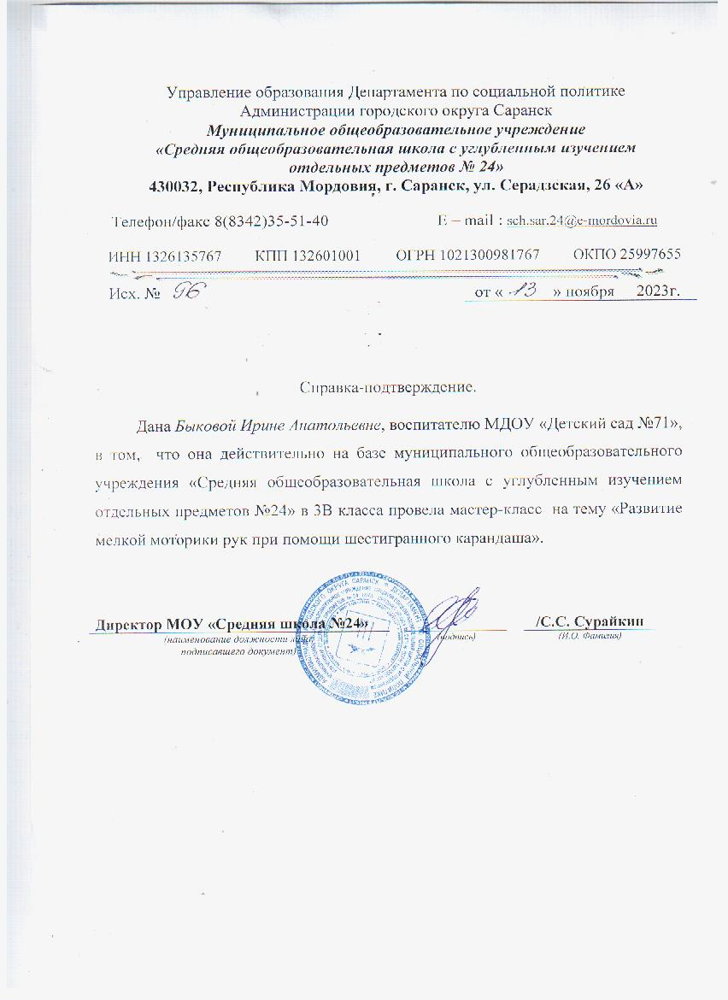 Управление образования Департамента по социальной политике
Администрации городского округа Саранск
Муниципальное общеобразовательное учреждение
«Средняя общеобразовательная школа с углубленным изучением
отдельных предметов № 24»
430032, Республика Мордовия, г. Саранск, ул. Серадзская, 26 «А»
Телефон/факс 8(8342)35-51-40 E – mail : sch.sar.24@e-mordovia.ru
ИНН 1326135767 КПП 132601001 ОГРН 1021300981767 ОКПО 25997655
Исх. № 96 от « 13 » ноября 2023г.
Справка-подтверждение.
Дана Быковой Ирине Анатольевне, воспитателю МДОУ «Детский сад №71»,
в том, что она действительно на базе муниципального общеобразовательного
учреждения «Средняя общеобразовательная школа с углубленным изучением
отдельных предметов №24» в 3В класса провела мастер-класс на тему «Развитие
мелкой моторики рук при помощи шестигранного карандаша».
Директор МОУ «Средняя школа №24» /С.С. Сурайкин
(наименование должности лица, (подпись) (И.О. Фамилия)
подписавшего документ)